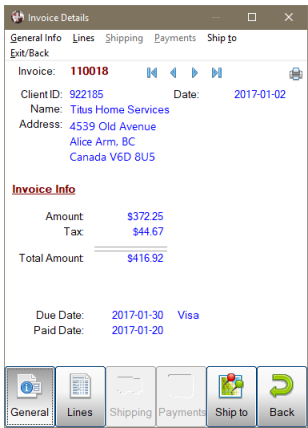 Invoice Details
General Info Lines Shipping Payments Ship to
Exit/Back
Invoice: 110018
Client ID: 922185 Date: 2017-01-02
Name: Titus Home Services
Address: 4539 Old Avenue
Alice Arm, BC
Canada V6D 8U5
Invoice Info
Amount $372.25
Tax: $44.67
Total Amount $416.92
Due Date: 2017-01-30 Visa
Paid Date: 2017-01-20
General Lines Shipping Payments Ship to Back